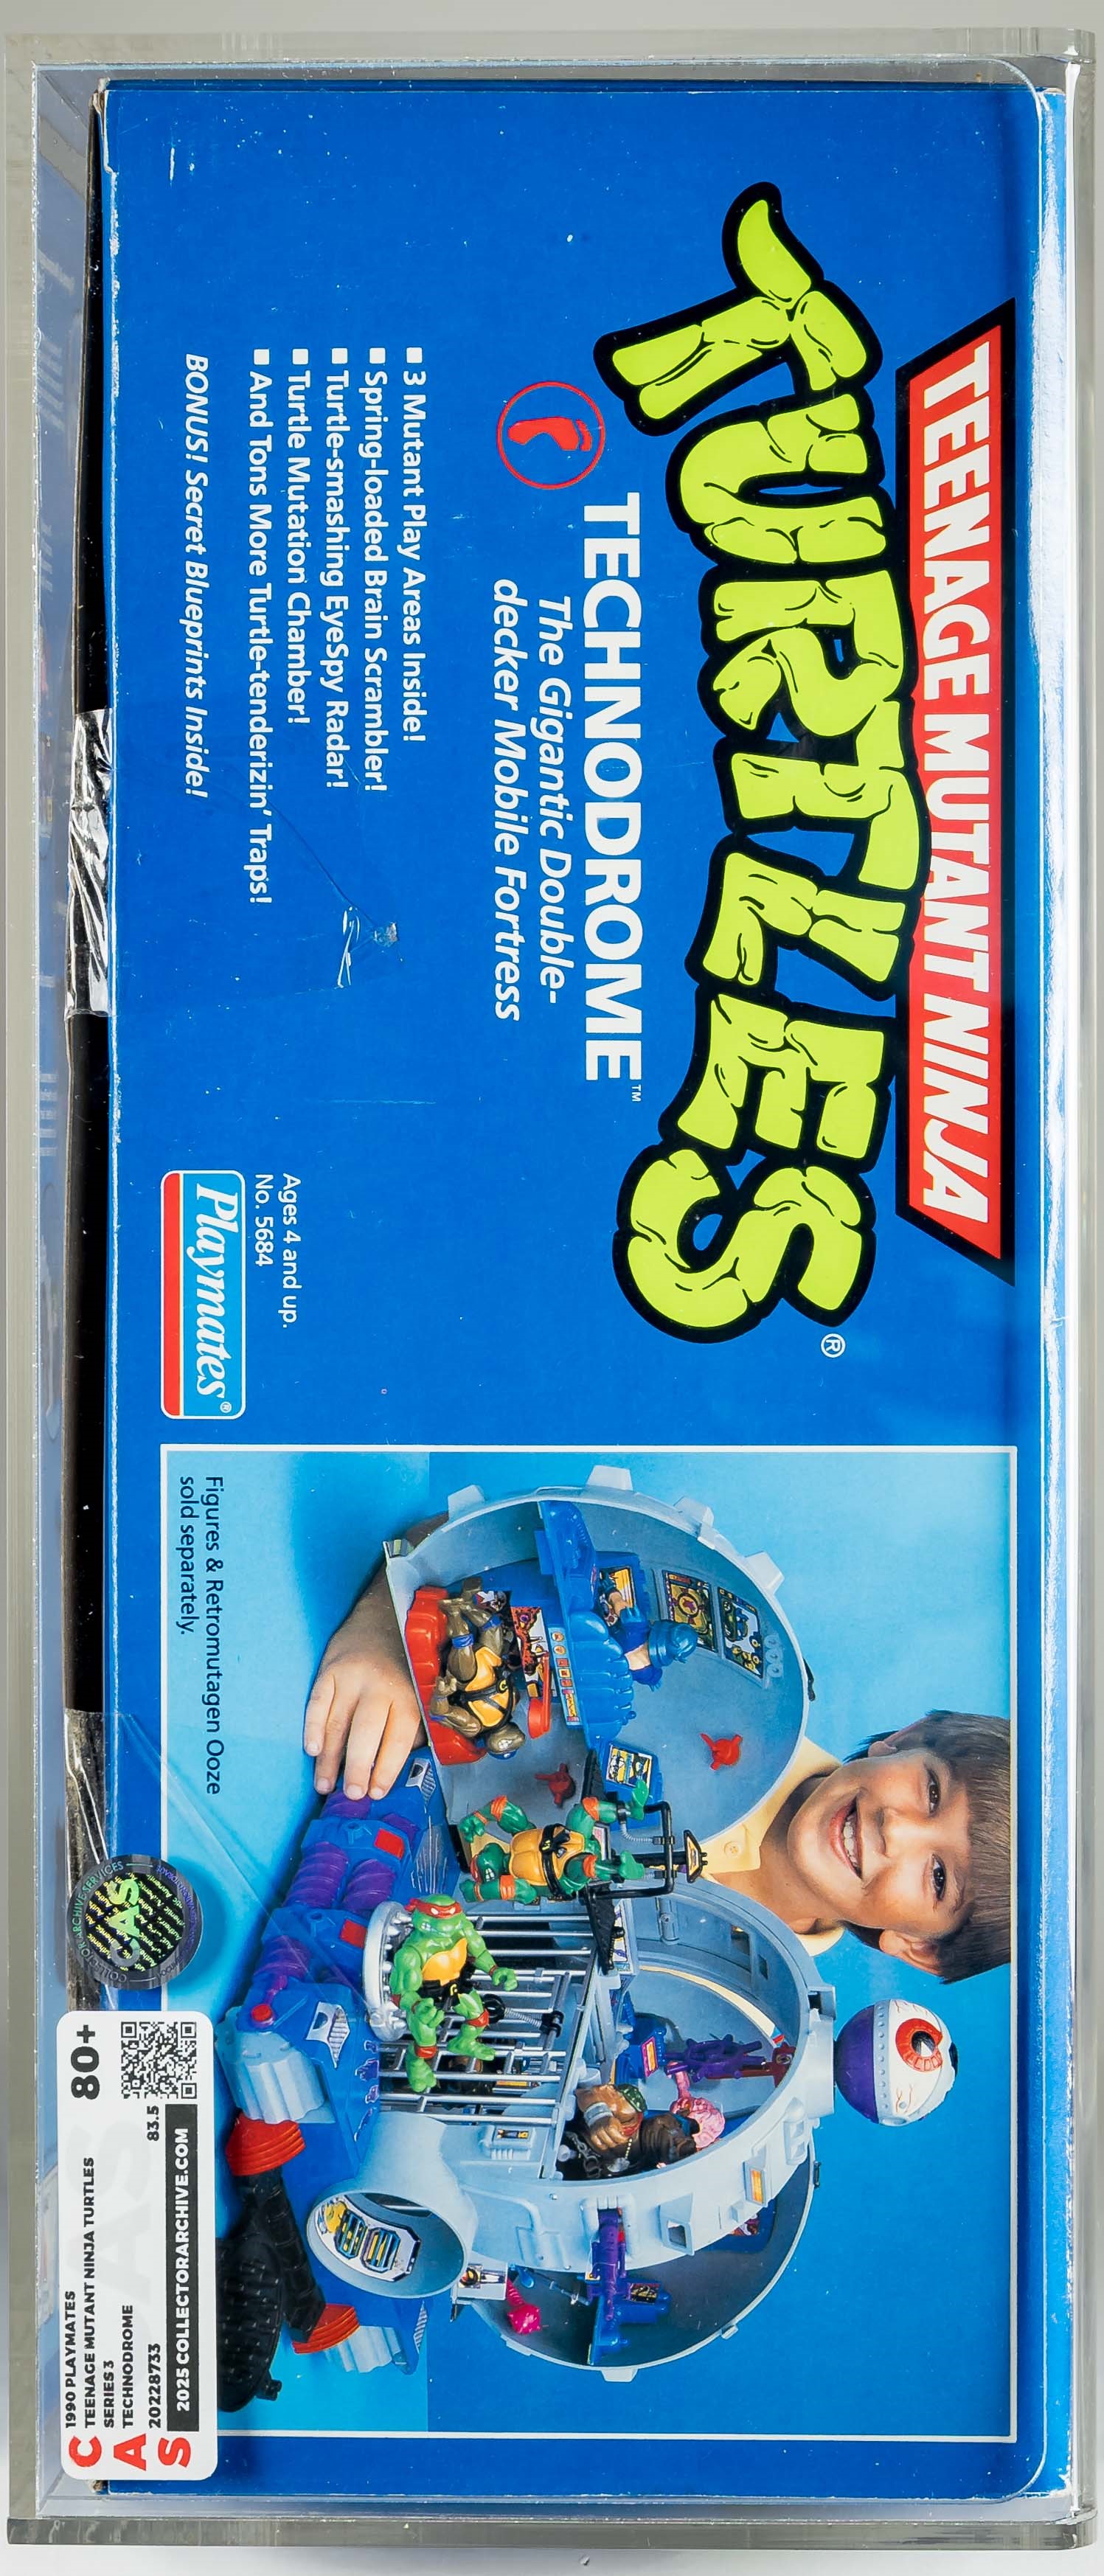 TEENAGE MUTANT NINJA
TURTLES®
TECHNODROME™
The Gigantic Double-
decker Mobile Fortress
■ 3 Mutant Play Areas Inside!
■ Spring-loaded Brain Scrambler!
■ Turtle-smashing EyeSpy Radar!
■ Turtle Mutation Chamber!
■ And Tons More Turtle-tenderizin' Traps!
BONUS! Secret Blueprints Inside!
Ages 4 and up.
No. 5684
Playmates®
Figures & Retromutagen Ooze
sold separately.
CAS
80+
83.5
2025 COLLECTORARCHIVE.COM
1990 PLAYMATES
TEENAGE MUTANT NINJA TURTLES
SERIES 3
TECHNODROME
20228733
CAS